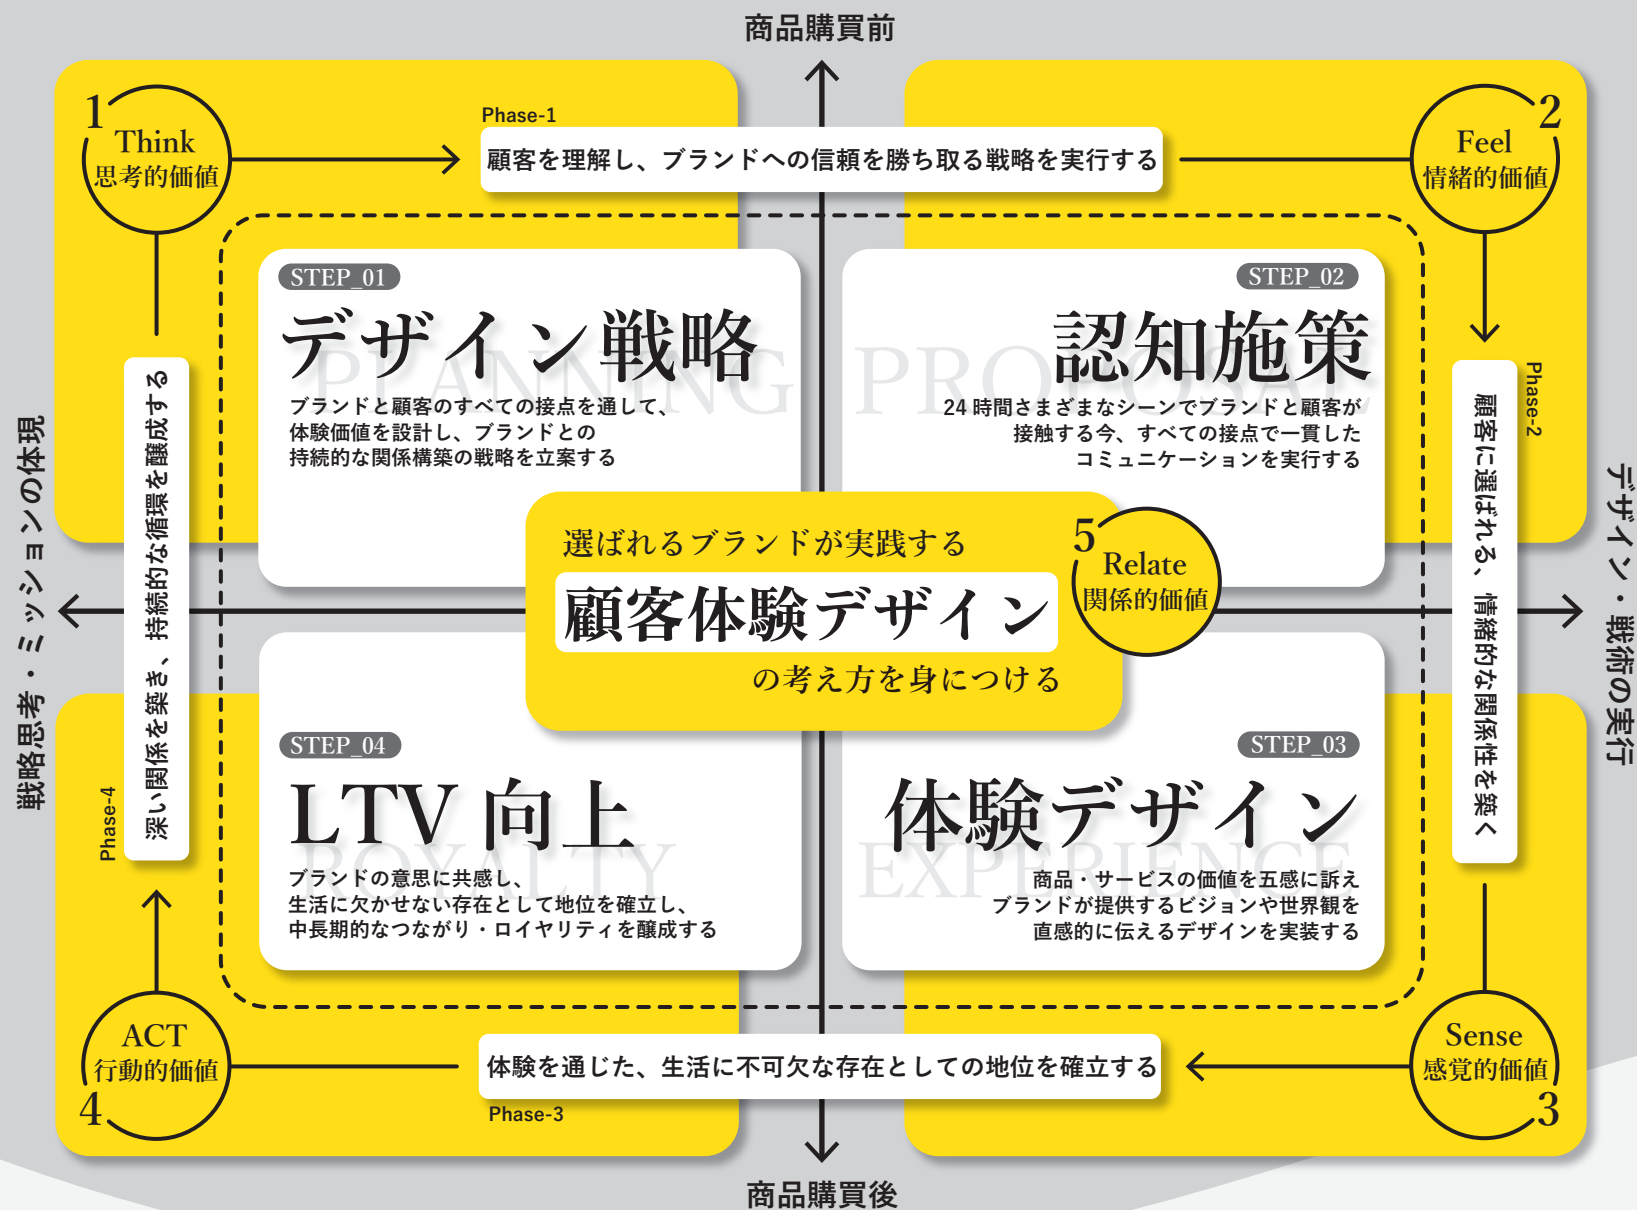 商品購買前
1
Think
思考的価値
Phase-1
顧客を理解し、ブランドへの信頼を勝ち取る戦略を実行する
2
Feel
情緒的価値
STEP_01
デザイン戦略
PLANNING
ブランドと顧客のすべての接点を通して、
体験価値を設計し、ブランドとの
持続的な関係構築の戦略を立案する
STEP_02
認知施策
PROPOSAL
24時間さまざまなシーンでブランドと顧客が
接触する今、すべての接点で一貫した
コミュニケーションを実行する
Phase-2
顧客に選ばれる、情緒的な関係性を築く
デザイン・戦術の実行
戦略思考・ミッションの体現
深い関係を築き、持続的な循環を醸成する
Phase-4
選ばれるブランドが実践する
顧客体験デザイン
の考え方を身につける
5
Relate
関係的価値
STEP_04
LTV向上
ROYALTY
ブランドの意思に共感し、
生活に欠かせない存在として地位を確立し、
中長期的なつながり・ロイヤリティを醸成する
STEP_03
体験デザイン
EXPERIENCE
商品・サービスの価値を五感に訴え
ブランドが提供するビジョンや世界観を
直感的に伝えるデザインを実装する
ACT
行動的価値
4
体験を通じた、生活に不可欠な存在としての地位を確立する
Phase-3
Sense
感覚的価値
3
商品購買後